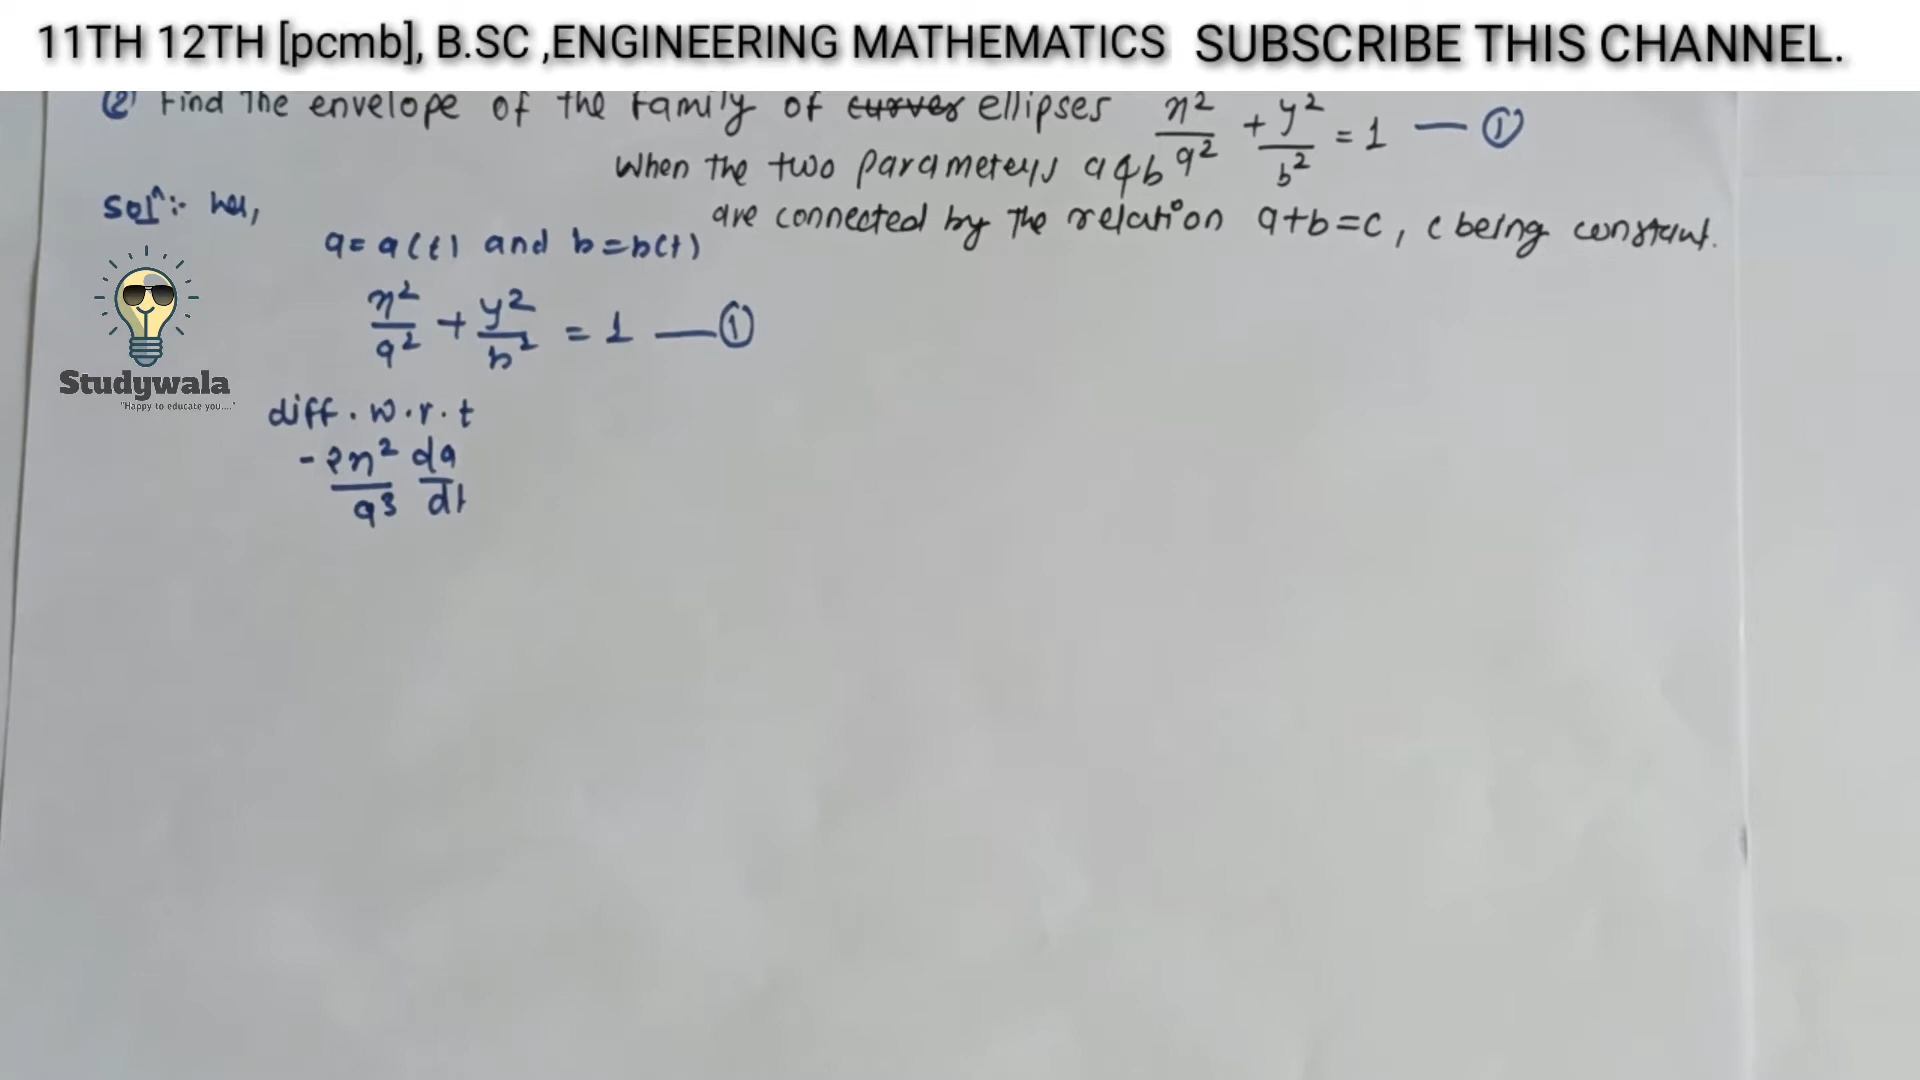 11TH 12TH [pcmb], B.SC ,ENGINEERING MATHEMATICS SUBSCRIBE THIS CHANNEL.
(2) Find The envelope of the family of curves ellipses x²/a² + y²/b² = 1 — ①
When the two parameters a & b
are connected by the relation a+b=c, c being constant.
Solⁿ:-
a = a(t) and b = b(t)
x²/a² + y²/b² = 1 — ①
Studywala
"Happy to educate you...."
diff. w.r.t
-2x²/a³ da/dt